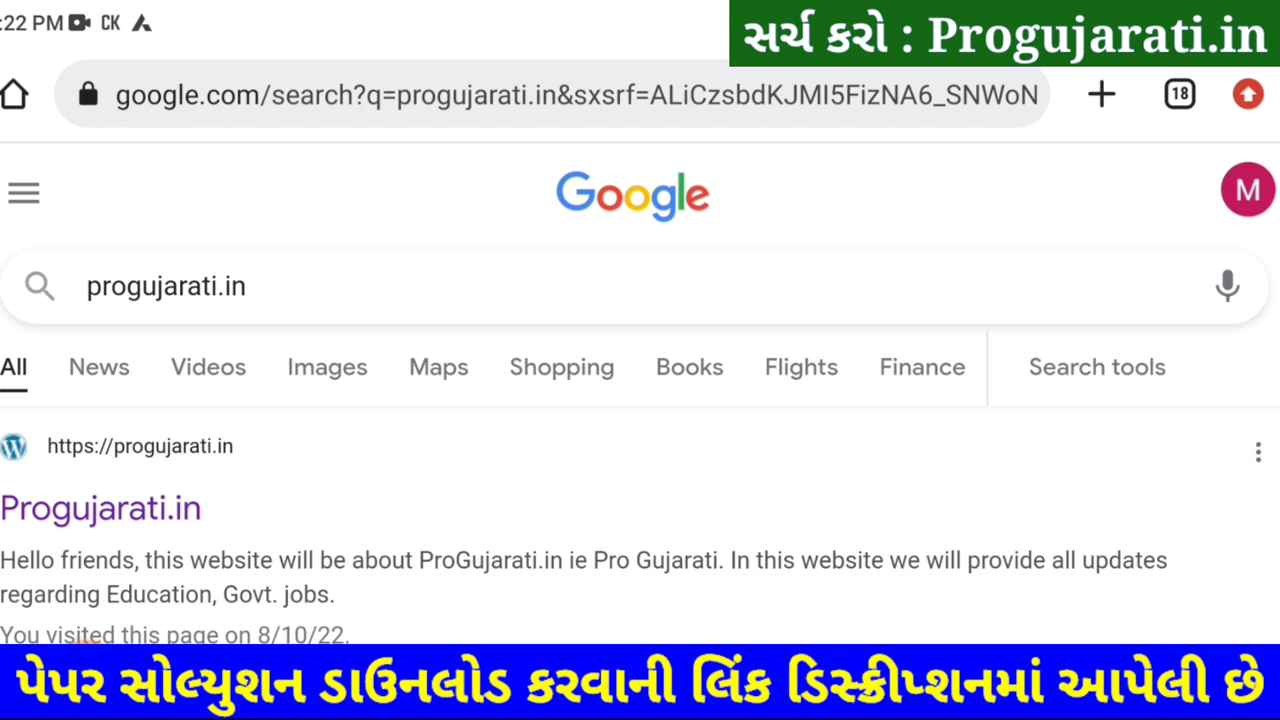 :22 PM CK
સર્ચ કરો : Progujarati.in
google.com/search?q=progujarati.in&sxsrf=ALiCzsbdKJMI5FizNA6_SNWoN
18
Google
M
progujarati.in
All News Videos Images Maps Shopping Books Flights Finance Search tools
https://progujarati.in
Progujarati.in
Hello friends, this website will be about ProGujarati.in ie Pro Gujarati. In this website we will provide all updates
regarding Education, Govt. jobs.
You visited this page on 8/10/22.
પેપર સોલ્યુશન ડાઉનલોડ કરવાની લિંક ડિસ્ક્રીપ્શનમાં આપેલી છે